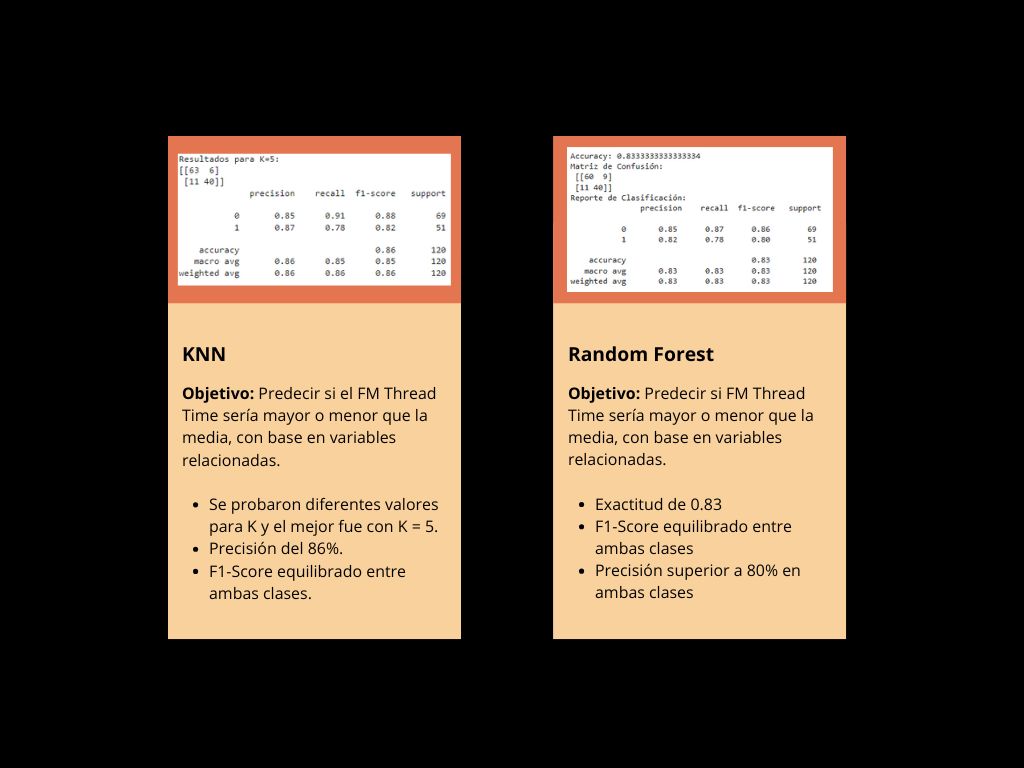 Resultados para K=5:
[[63  6]
 [11 40]]
precision recall f1-score support
0 0.85 0.91 0.88 69
1 0.87 0.78 0.82 51
accuracy 0.86 120
macro avg 0.86 0.85 0.85 120
weighted avg 0.86 0.86 0.86 120
KNN
Objetivo: Predecir si el FM Thread
Time sería mayor o menor que la
media, con base en variables
relacionadas.
• Se probaron diferentes valores
para K y el mejor fue con K = 5.
• Precisión del 86%.
• F1-Score equilibrado entre
ambas clases.
Accuracy: 0.8333333333333334
Matriz de Confusión:
[[60  9]
 [11 40]]
Reporte de Clasificación:
precision recall f1-score support
0 0.85 0.87 0.86 69
1 0.82 0.78 0.80 51
accuracy 0.83 120
macro avg 0.83 0.83 0.83 120
weighted avg 0.83 0.83 0.83 120
Random Forest
Objetivo: Predecir si FM Thread
Time sería mayor o menor que la
media, con base en variables
relacionadas.
• Exactitud de 0.83
• F1-Score equilibrado entre
ambas clases
• Precisión superior a 80% en
ambas clases